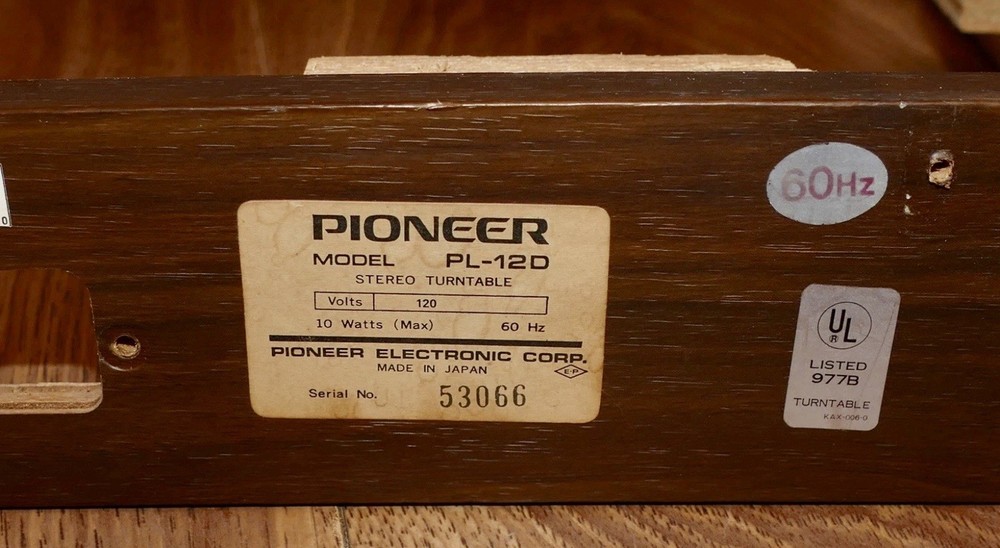 PIONEER
MODEL PL-12D
STEREO TURNTABLE
Volts 120
10 Watts (Max) 60 Hz
PIONEER ELECTRONIC CORP.
MADE IN JAPAN
E·P
Serial No. 53066
60Hz
UL
(R)
LISTED
977B
TURNTABLE
KAX-006-0
0